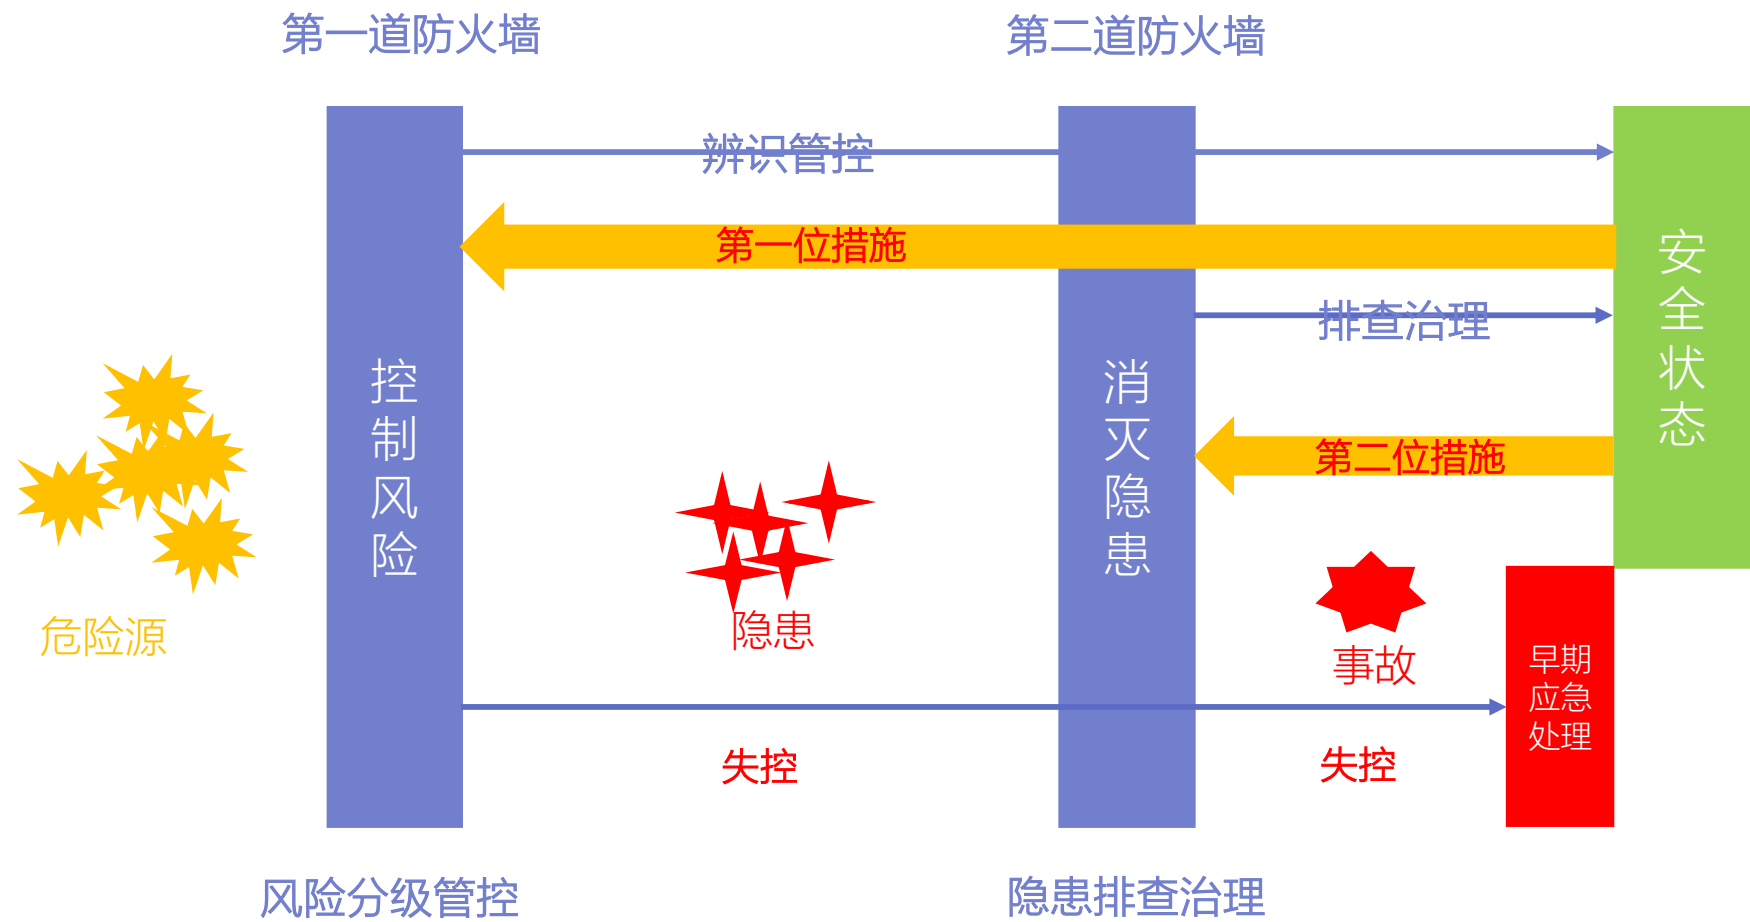 第一道防火墙
第二道防火墙
辨识管控
第一位措施
排查治理
第二位措施
安
全
状
态
控
制
风
险
消
灭
隐
患
危险源
隐患
事故
早期
应急
处理
失控
失控
风险分级管控
隐患排查治理